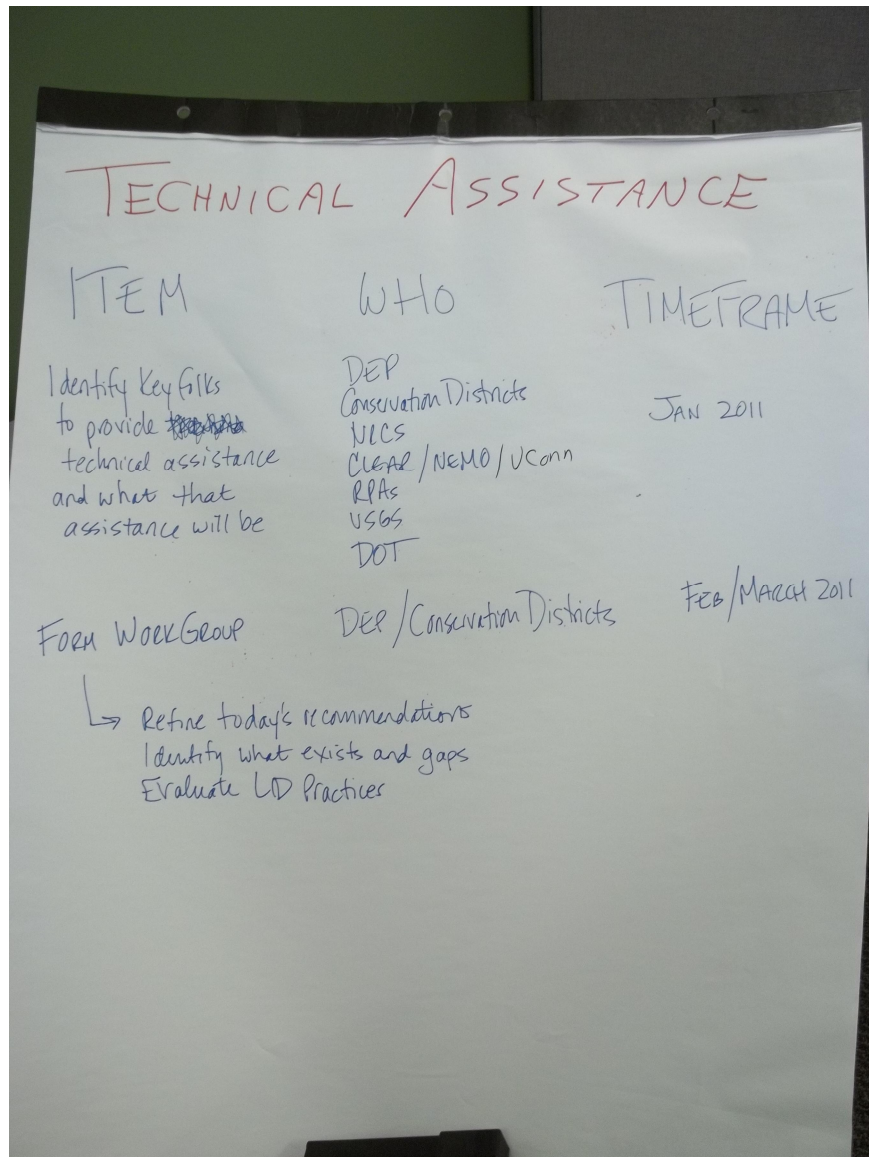 TECHNICAL ASSISTANCE
ITEM WHO TIMEFRAME
Identify Key folks
to provide
technical assistance
and what that
assistance will be
DEP
Conservation Districts
NRCS
CLEAR/NEMO/UConn
RPAs
USGS
DOT
JAN 2011
FORM WORKGROUP
DEP/Conservation Districts
FEB/MARCH 2011
Refine today's recommendations
Identify what exists and gaps
Evaluate LID Practices